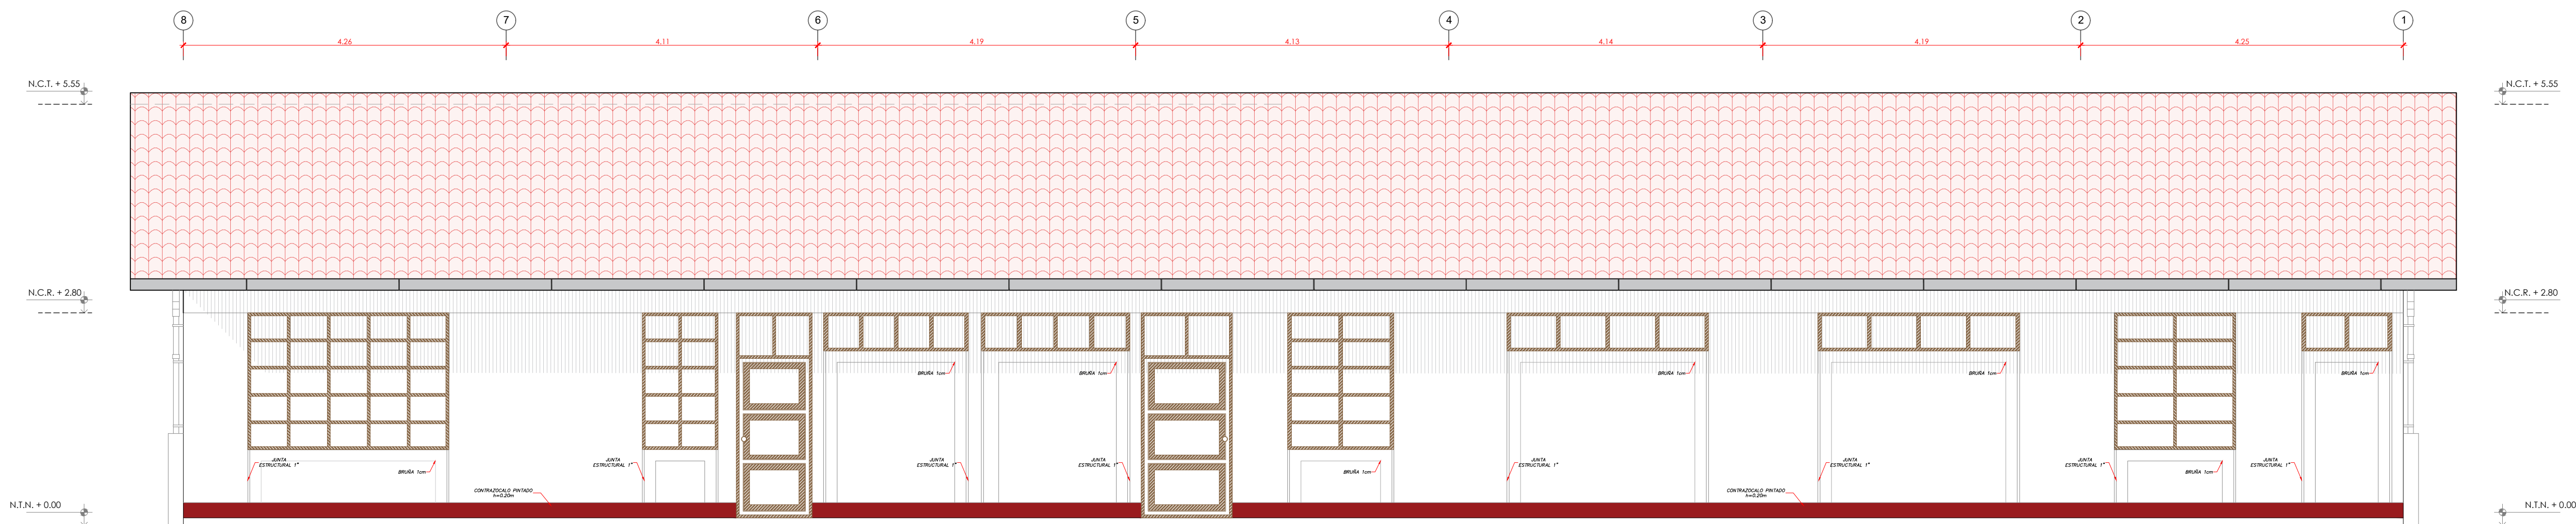 8 7 6 5 4 3 2 1
4.26 4.11 4.19 4.13 4.14 4.19 4.25
N.C.T. + 5.55
N.C.T. + 5.55
N.C.R. + 2.80
N.C.R. + 2.80
BRUÑA 1cm
BRUÑA 1cm
BRUÑA 1cm
BRUÑA 1cm
BRUÑA 1cm
JUNTA
ESTRUCTURAL 1"
BRUÑA 1cm
JUNTA
ESTRUCTURAL 1"
JUNTA
ESTRUCTURAL 1"
JUNTA
ESTRUCTURAL 1"
BRUÑA 1cm
JUNTA
ESTRUCTURAL 1"
JUNTA
ESTRUCTURAL 1"
JUNTA
ESTRUCTURAL 1"
BRUÑA 1cm
JUNTA
ESTRUCTURAL 1"
CONTRAZOCALO PINTADO
h=0.20m
CONTRAZOCALO PINTADO
h=0.20m
N.T.N. + 0.00
N.T.N. + 0.00